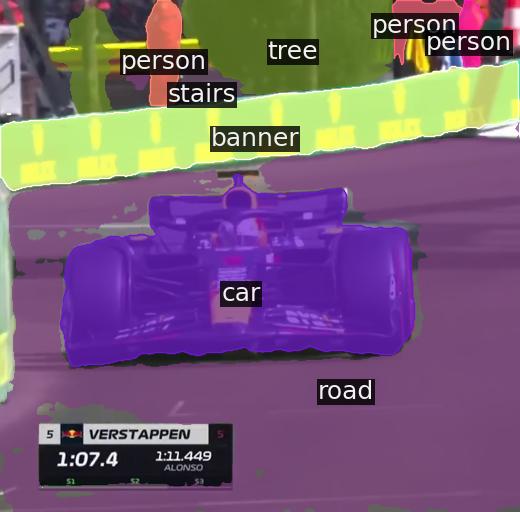 person
tree
person
person
stairs
banner
car
road
5 VERSTAPPEN 5
1:07.4 1:11.449
ALONSO
S1 S2 S3